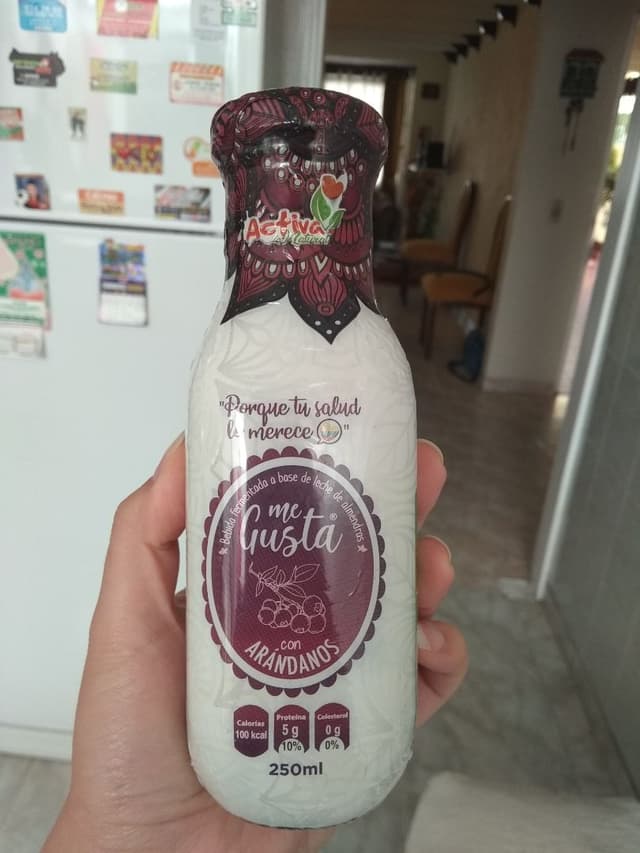 Activa
"Porque tu salud
lo merece"
Bebida fermentada a base de leche de almendras
me
Gusta®
con
ARÁNDANOS
Calorías
100 kcal
Proteína
5 g
10%
Colesterol
0 g
0%
250ml